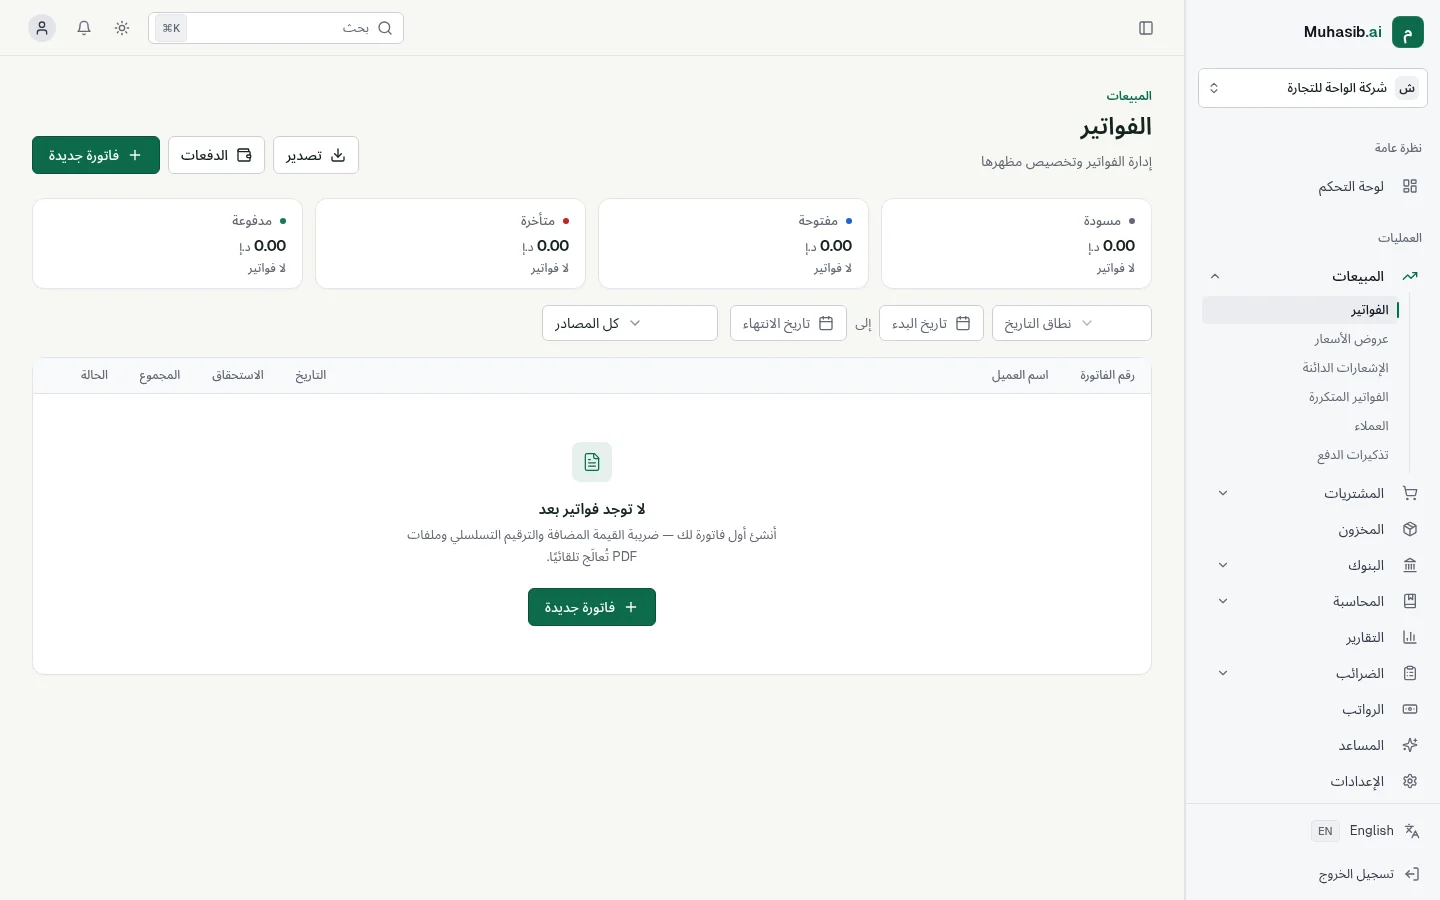 م
Muhasib.ai
ش شركة الواحة للتجارة
نظرة عامة
لوحة التحكم
العمليات
المبيعات
الفواتير
عروض الأسعار
الإشعارات الدائنة
الفواتير المتكررة
العملاء
تذكيرات الدفع
المشتريات
المخزون
البنوك
المحاسبة
التقارير
الضرائب
الرواتب
المساعد
الإعدادات
English EN
تسجيل الخروج
بحث ⌘K
المبيعات
الفواتير
إدارة الفواتير وتخصيص مظهرها
تصدير
الدفعات
فاتورة جديدة
مسودة
0.00 د.إ
لا فواتير
مفتوحة
0.00 د.إ
لا فواتير
متأخرة
0.00 د.إ
لا فواتير
مدفوعة
0.00 د.إ
لا فواتير
نطاق التاريخ
تاريخ البدء
إلى
تاريخ الانتهاء
كل المصادر
رقم الفاتورة اسم العميل التاريخ الاستحقاق المجموع الحالة
لا توجد فواتير بعد
أنشئ أول فاتورة لك — ضريبة القيمة المضافة والترقيم التسلسلي وملفات
PDF تُعالَج تلقائيًا.
فاتورة جديدة